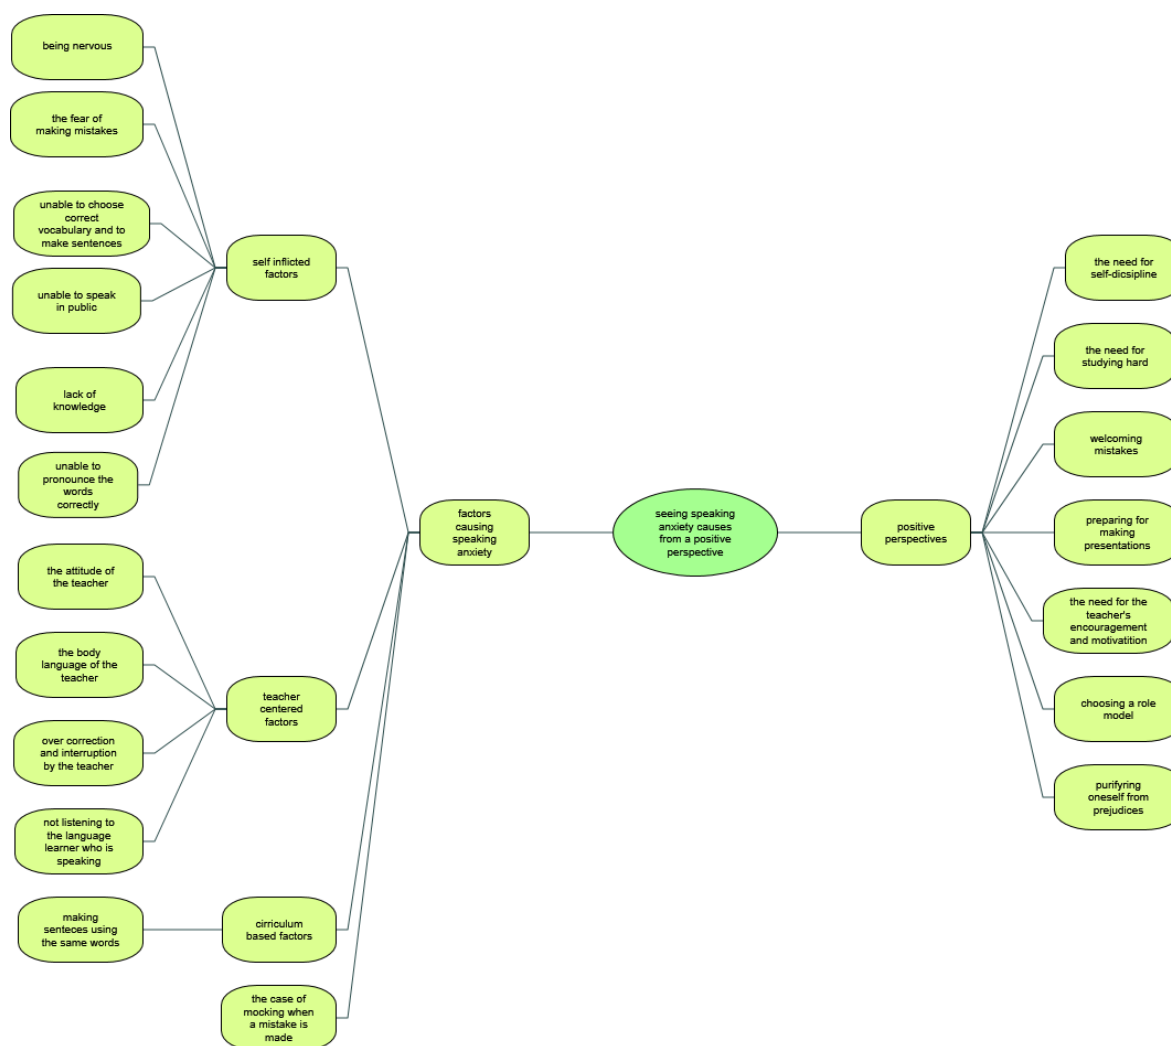 being nervous
the fear of
making mistakes
unable to choose
correct
vocabulary and to
make sentences
unable to speak
in public
lack of
knowledge
unable to
pronounce the
words
correctly
self inflicted
factors
the attitude of
the teacher
the body
language of the
teacher
over correction
and interruption
by the teacher
not listening to
the language
learner who is
speaking
teacher
centered
factors
making
senteces using
the same words
cirriculum
based factors
the case of
mocking when
a mistake is
made
factors
causing
speaking
anxiety
seeing speaking
anxiety causes
from a positive
perspective
positive
perspectives
the need for
self-dicsipline
the need for
studying hard
welcoming
mistakes
preparing for
making
presentations
the need for the
teacher's
encouragement
and motivatition
choosing a role
model
purifyring
oneself from
prejudices